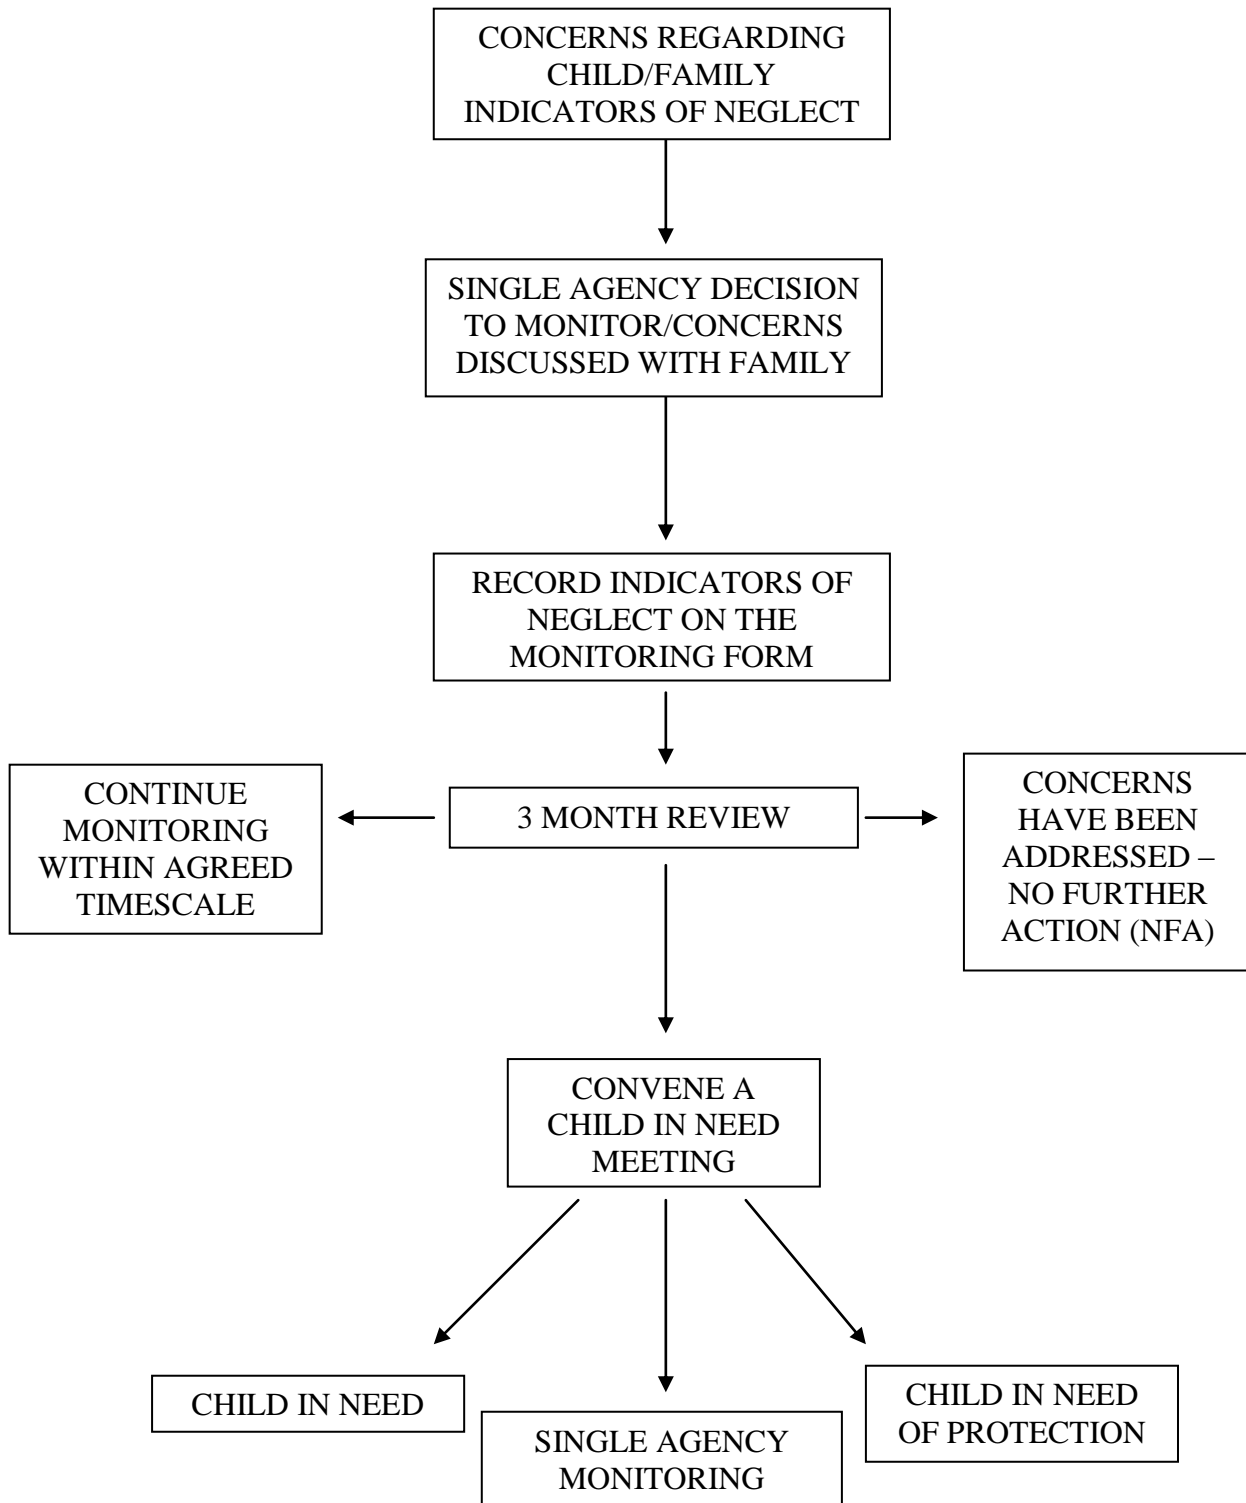 CONCERNS REGARDING
CHILD/FAMILY
INDICATORS OF NEGLECT
SINGLE AGENCY DECISION
TO MONITOR/CONCERNS
DISCUSSED WITH FAMILY
RECORD INDICATORS OF
NEGLECT ON THE
MONITORING FORM
CONTINUE
MONITORING
WITHIN AGREED
TIMESCALE
3 MONTH REVIEW
CONCERNS
HAVE BEEN
ADDRESSED –
NO FURTHER
ACTION (NFA)
CONVENE A
CHILD IN NEED
MEETING
CHILD IN NEED
SINGLE AGENCY
MONITORING
CHILD IN NEED
OF PROTECTION